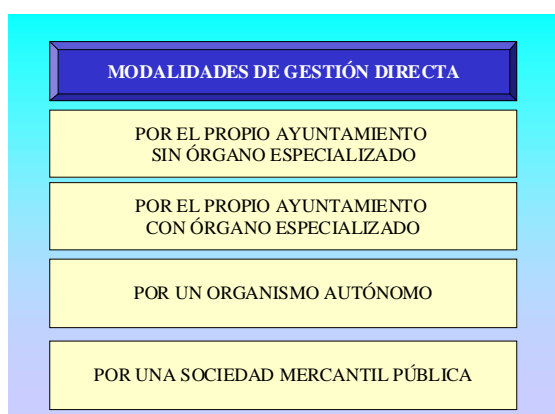 MODALIDADES DE GESTIÓN DIRECTA
POR EL PROPIO AYUNTAMIENTO
SIN ÓRGANO ESPECIALIZADO
POR EL PROPIO AYUNTAMIENTO
CON ÓRGANO ESPECIALIZADO
POR UN ORGANISMO AUTÓNOMO
POR UNA SOCIEDAD MERCANTIL PÚBLICA